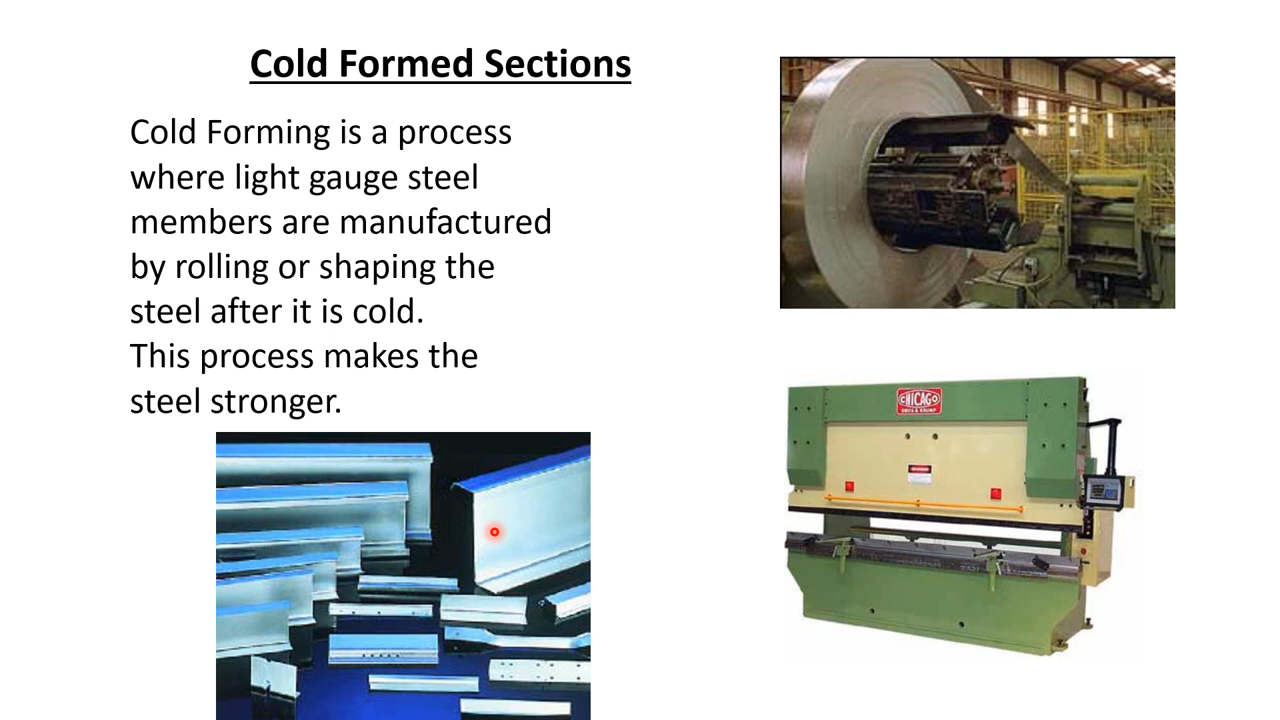 Cold Formed Sections
Cold Forming is a process
where light gauge steel
members are manufactured
by rolling or shaping the
steel after it is cold.
This process makes the
steel stronger.
CHICAGO